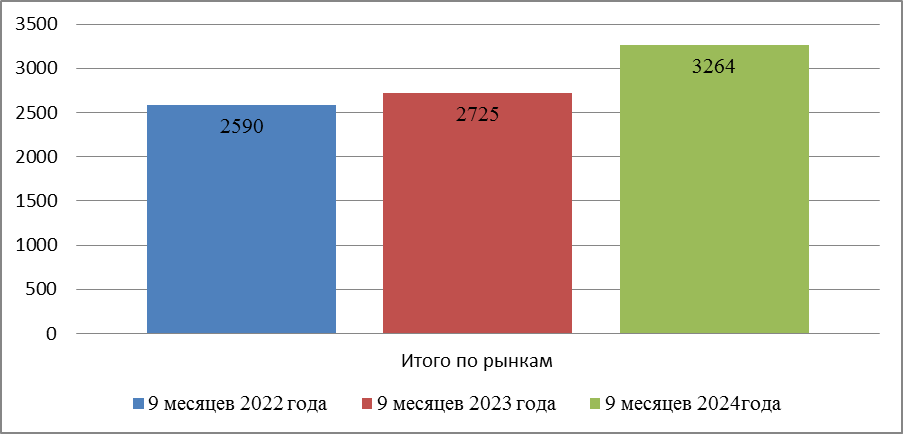 3500
3000
2500
2000
1500
1000
500
0
2590
2725
3264
Итого по рынкам
9 месяцев 2022 года
9 месяцев 2023 года
9 месяцев 2024года